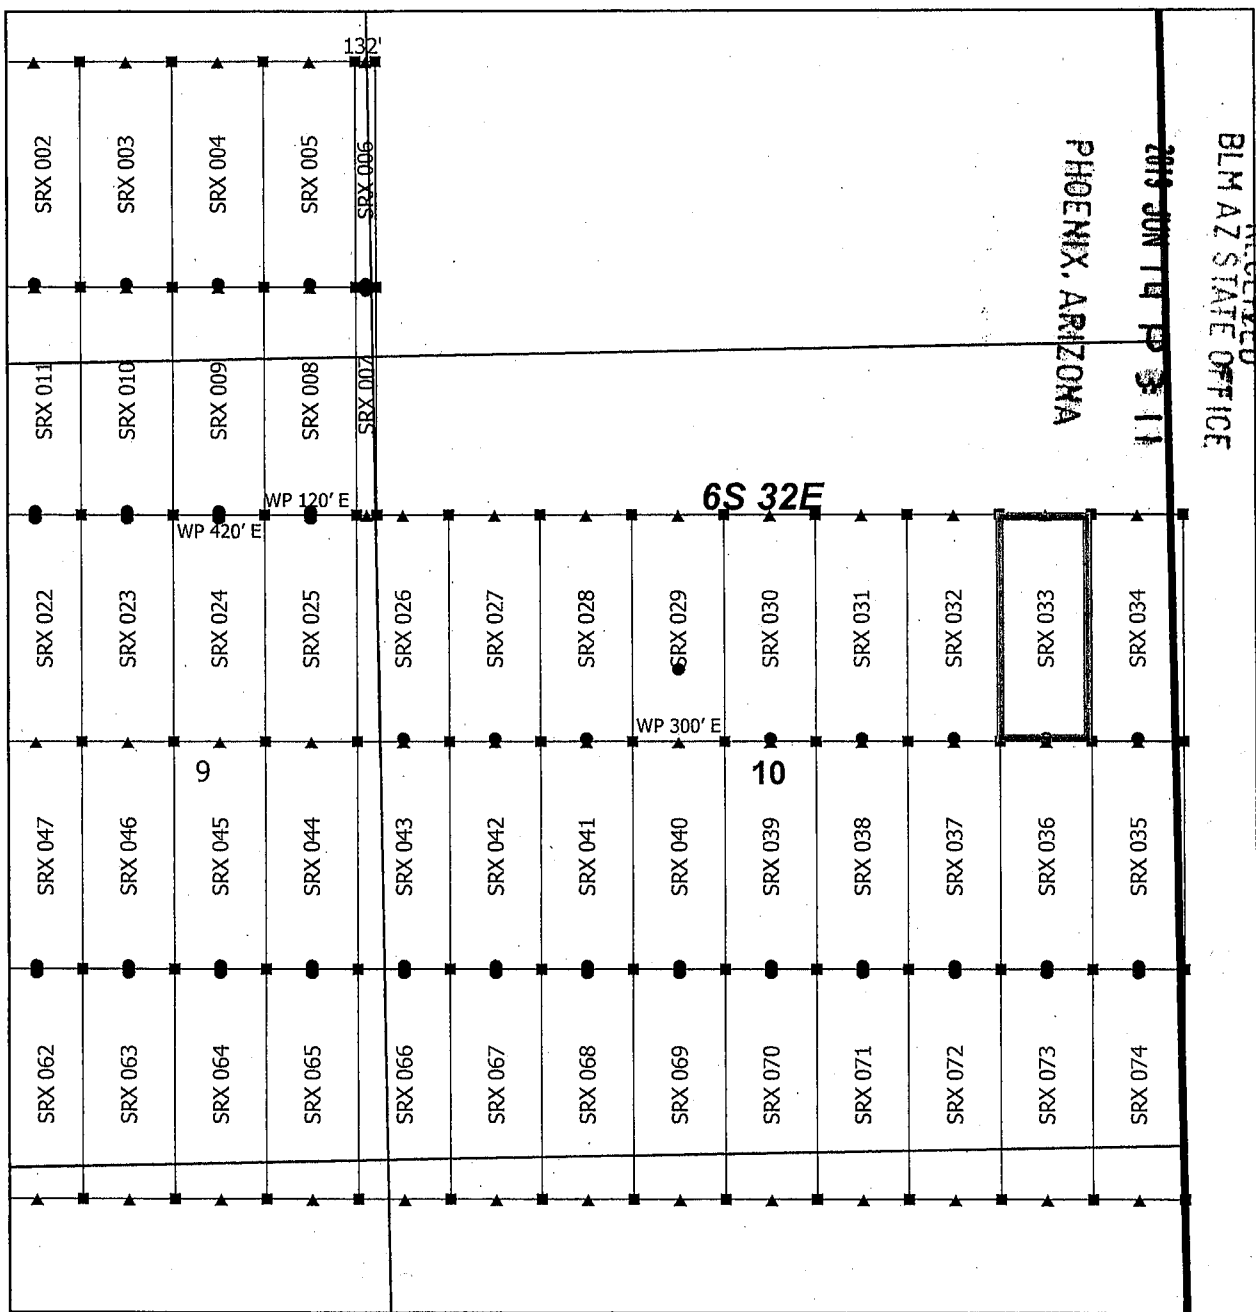 132'
SRX 002
SRX 003
SRX 004
SRX 005
SRX 006
BLM AZ STATE OFFICE
2019 JUN 14 P 3 11
PHOENIX, ARIZONA
SRX 011
SRX 010
SRX 009
SRX 008
SRX 007
WP 120' E
WP 420' E
6S 32E
SRX 022
SRX 023
SRX 024
SRX 025
SRX 026
SRX 027
SRX 028
SRX 029
SRX 030
SRX 031
SRX 032
SRX 033
SRX 034
WP 300' E
9
10
SRX 047
SRX 046
SRX 045
SRX 044
SRX 043
SRX 042
SRX 041
SRX 040
SRX 039
SRX 038
SRX 037
SRX 036
SRX 035
SRX 062
SRX 063
SRX 064
SRX 065
SRX 066
SRX 067
SRX 068
SRX 069
SRX 070
SRX 071
SRX 072
SRX 073
SRX 074